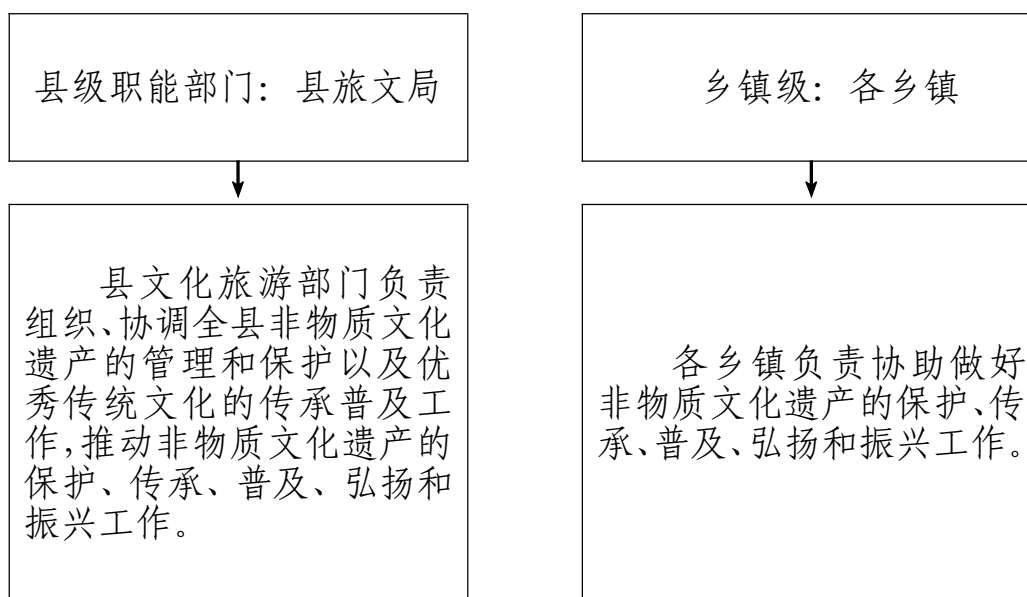 县级职能部门：县旅文局
乡镇级：各乡镇
县文化旅游部门负责
组织、协调全县非物质文化
遗产的管理和保护以及优
秀传统文化的传承普及工
作，推动非物质文化遗产的
保护、传承、普及、弘扬和
振兴工作。
各乡镇负责协助做好
非物质文化遗产的保护、传
承、普及、弘扬和振兴工作。